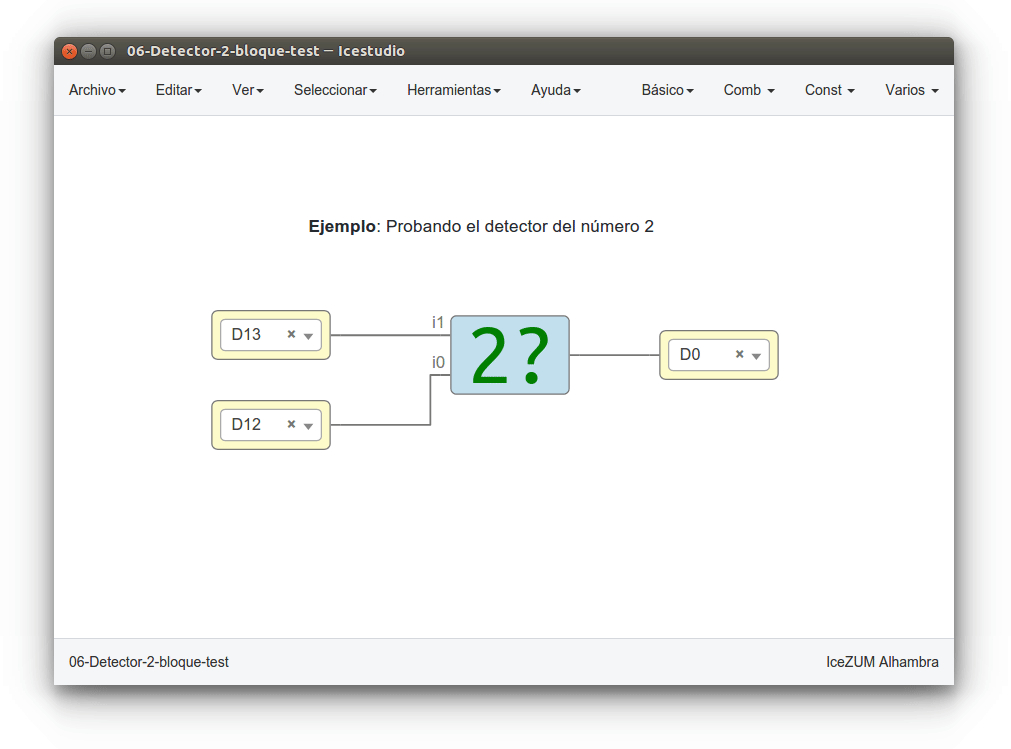 06-Detector-2-bloque-test — Icestudio
Archivo Editar Ver Seleccionar Herramientas Ayuda Básico Comb Const Varios
Ejemplo: Probando el detector del número 2
i1
D13
2?
i0
D0
D12
06-Detector-2-bloque-test IceZUM Alhambra